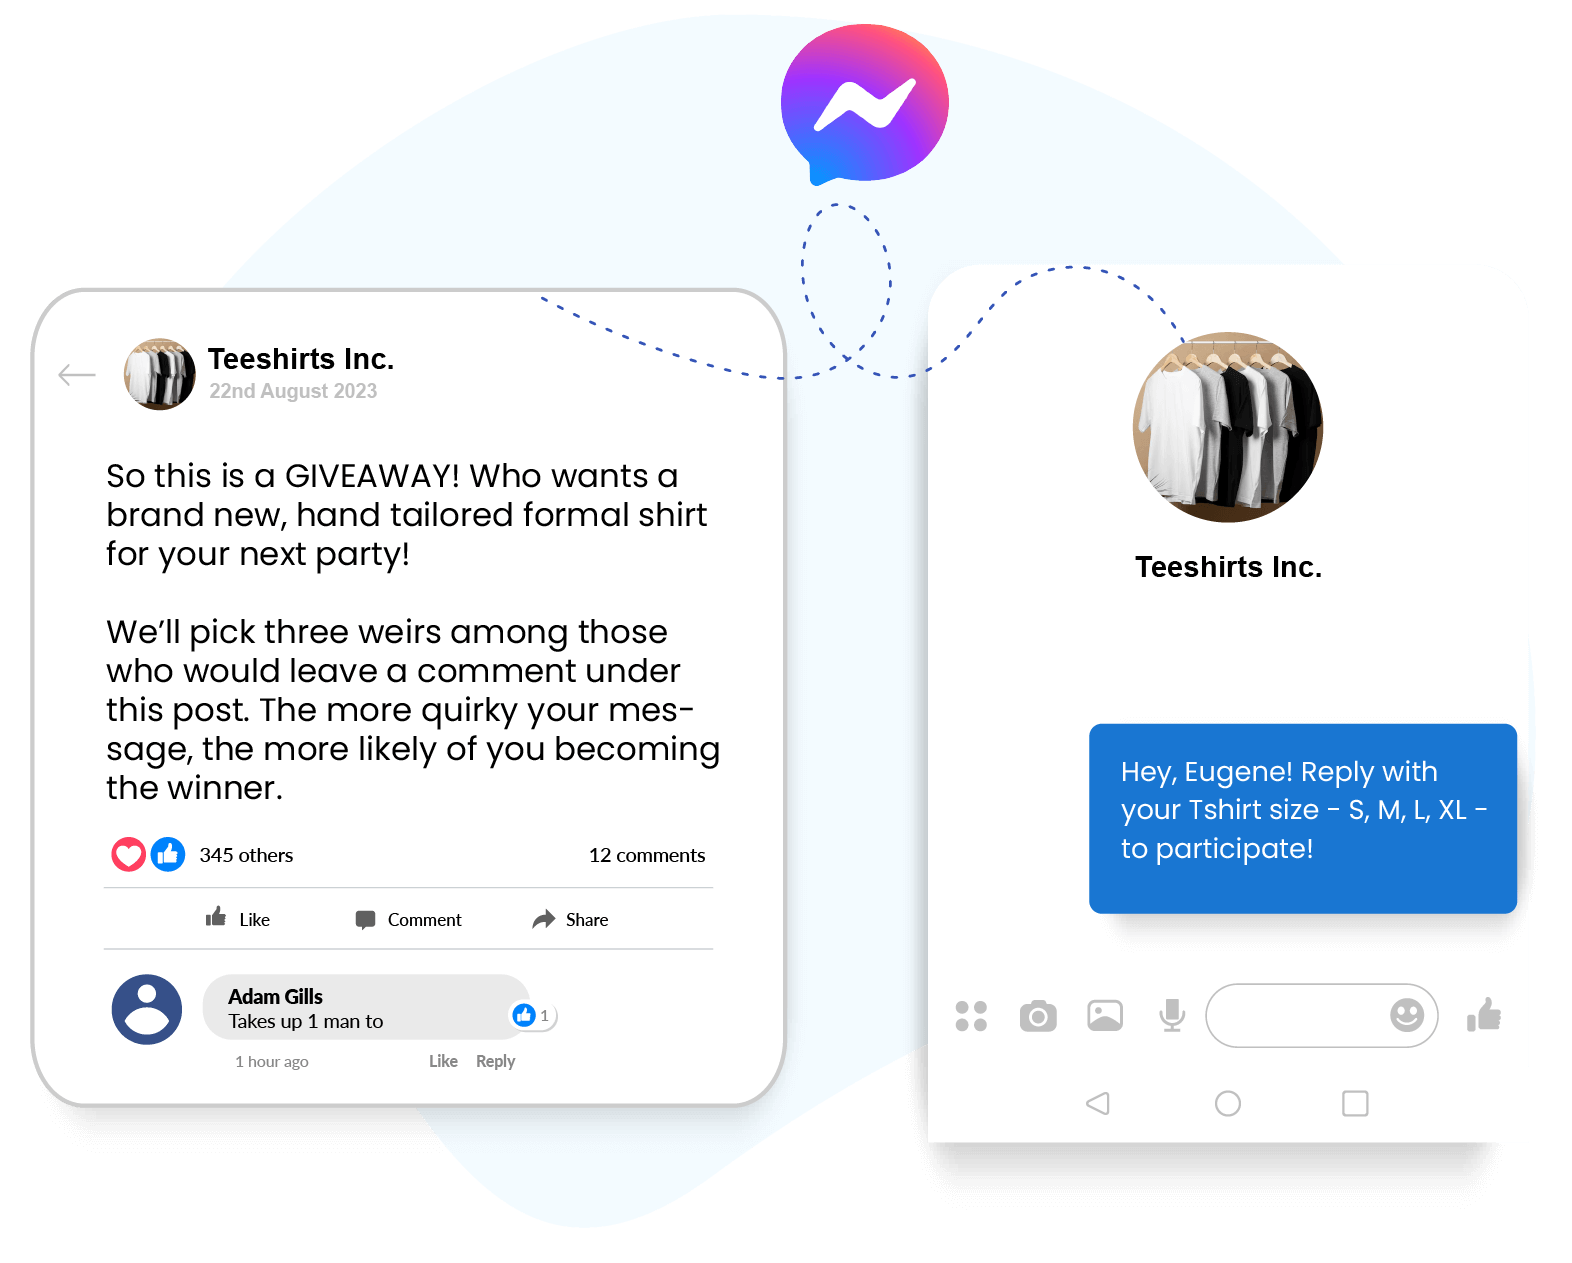 Teeshirts Inc.
22nd August 2023
So this is a GIVEAWAY! Who wants a
brand new, hand tailored formal shirt
for your next party!
We’ll pick three weirs among those
who would leave a comment under
this post. The more quirky your mes-
sage, the more likely of you becoming
the winner.
345 others
12 comments
Like
Comment
Share
Adam Gills
Takes up 1 man to
1
1 hour ago
Like
Reply
Teeshirts Inc.
Hey, Eugene! Reply with
your Tshirt size - S, M, L, XL -
to participate!